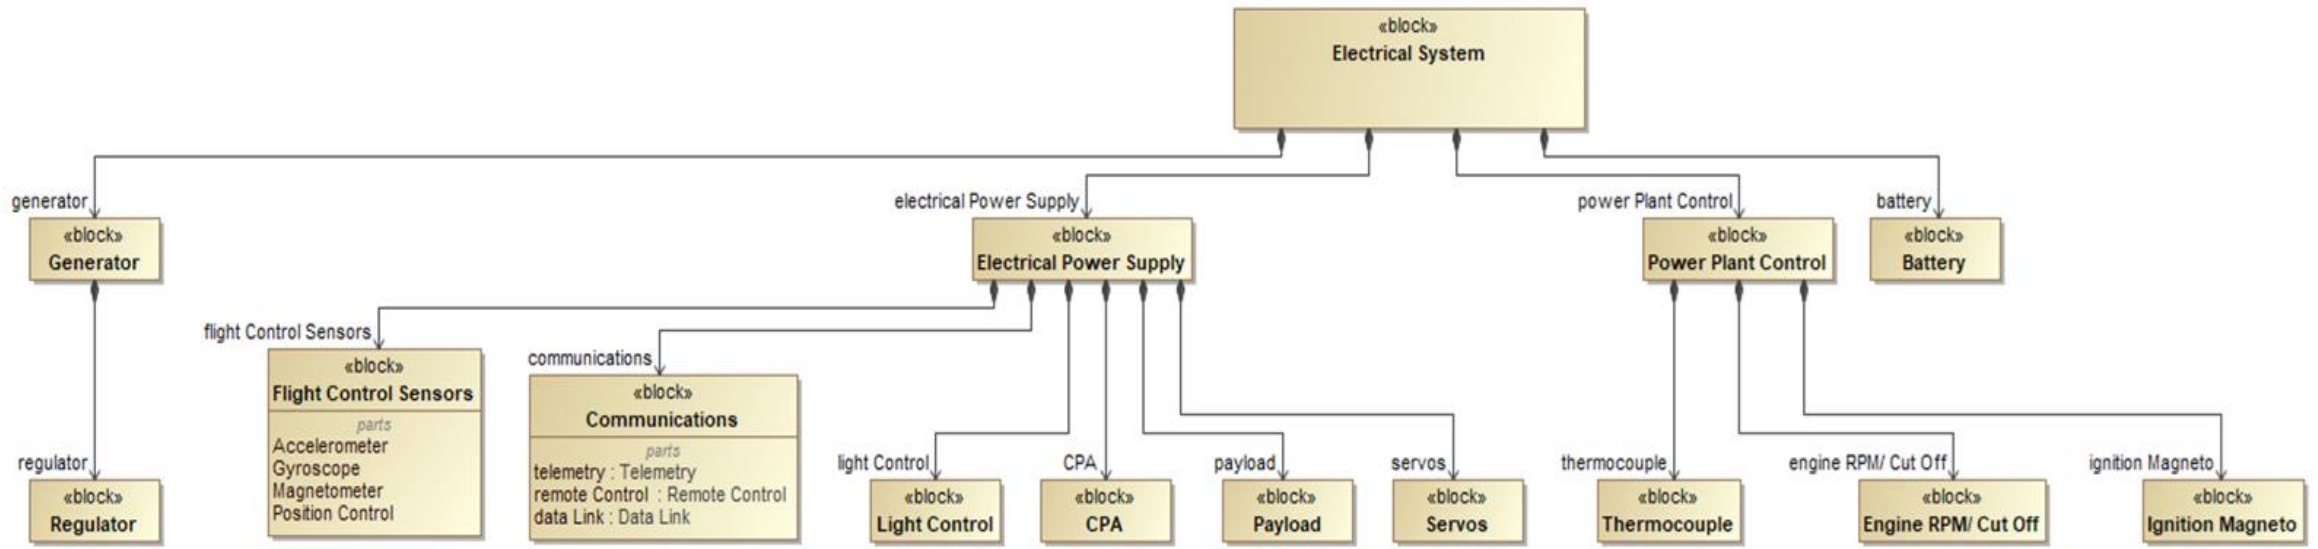 «block»
Electrical System
generator
«block»
Generator
electrical Power Supply
«block»
Electrical Power Supply
power Plant Control
«block»
Power Plant Control
battery
«block»
Battery
flight Control Sensors
«block»
Flight Control Sensors
parts
Accelerometer
Gyroscope
Magnetometer
Position Control
communications
«block»
Communications
parts
telemetry : Telemetry
remote Control : Remote Control
data Link : Data Link
regulator
«block»
Regulator
light Control
«block»
Light Control
CPA
«block»
CPA
payload
«block»
Payload
servos
«block»
Servos
thermocouple
«block»
Thermocouple
engine RPM/ Cut Off
«block»
Engine RPM/ Cut Off
ignition Magneto
«block»
Ignition Magneto